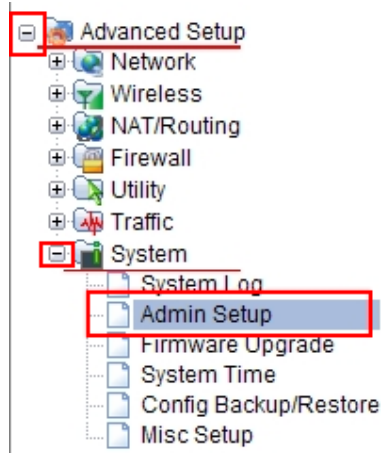 Advanced Setup
Network
Wireless
NAT/Routing
Firewall
Utility
Traffic
System
System Log
Admin Setup
Firmware Upgrade
System Time
Config Backup/Restore
Misc Setup